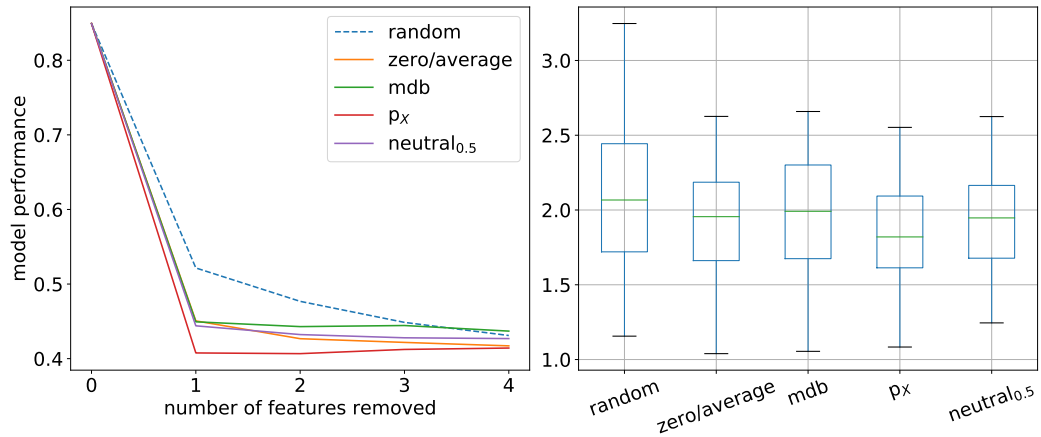 model performance
0.8
0.7
0.6
0.5
0.4
0 1 2 3 4
number of features removed
random
zero/average
mdb
p_X
neutral_0.5
3.0
2.5
2.0
1.5
1.0
random zero/average mdb p_X neutral_0.5